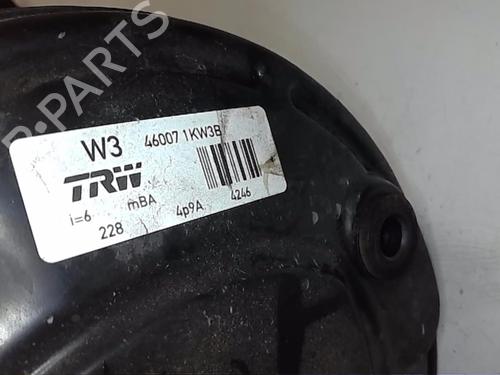 W3 46007 1KW3B
TRW
i=6 mBA 4p9A 4246
228
-PARTS